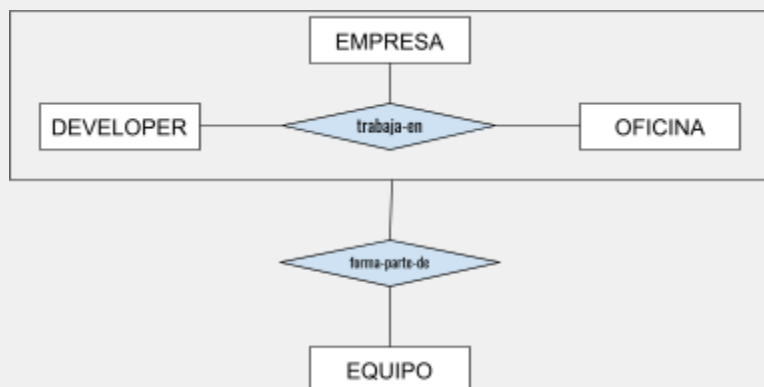 EMPRESA
DEVELOPER
trabaja-en
OFICINA
forma-parte-de
EQUIPO